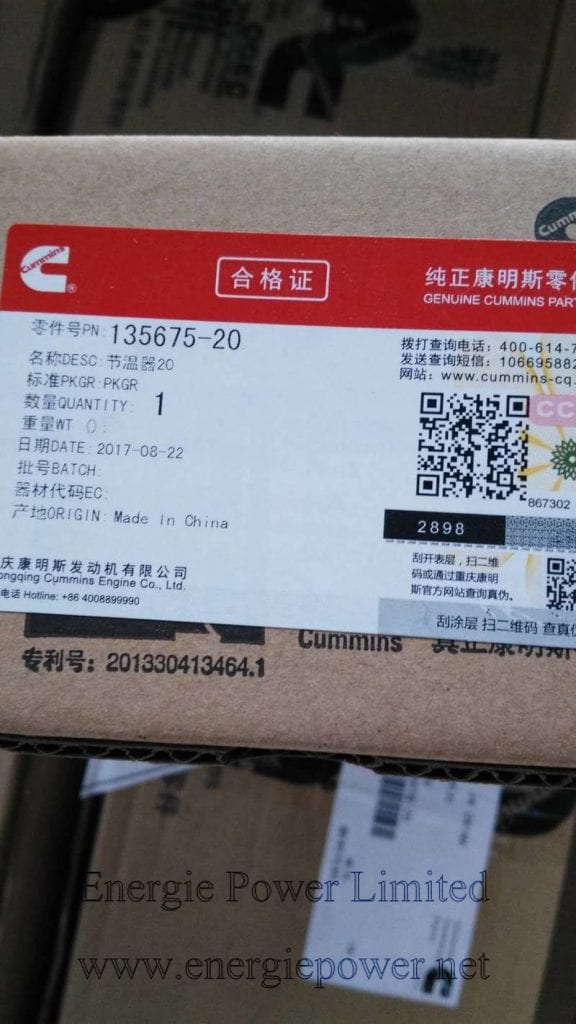 Cummins
合格证
纯正康明斯零
GENUINE CUMMINS
零件号PN: 135675-20
名称DESC: 节温器20
标准PKGR: PKGR
数量QUANTITY: 1
重量WT
日期DATE: 2017-08-22
批号BATCH:
器材代码EC:
产地ORIGIN: Made In China
庆康明斯发动机有限公司
ongqing Cummins Engine Co., Ltd.
电话 Hotline: +86 4008899990
拨打查询电话: 400-614-7
发送查询短信: 106695882
网站: www.cummins-cq.
CC
867302
2898
刮开表层，扫二维
码或通过重庆康明
斯官方网站查询真伪。
刮涂层 扫二维码 查真
Cummins
专利号: 201330413464.1
Energie Power Limited
www.energiepower.net